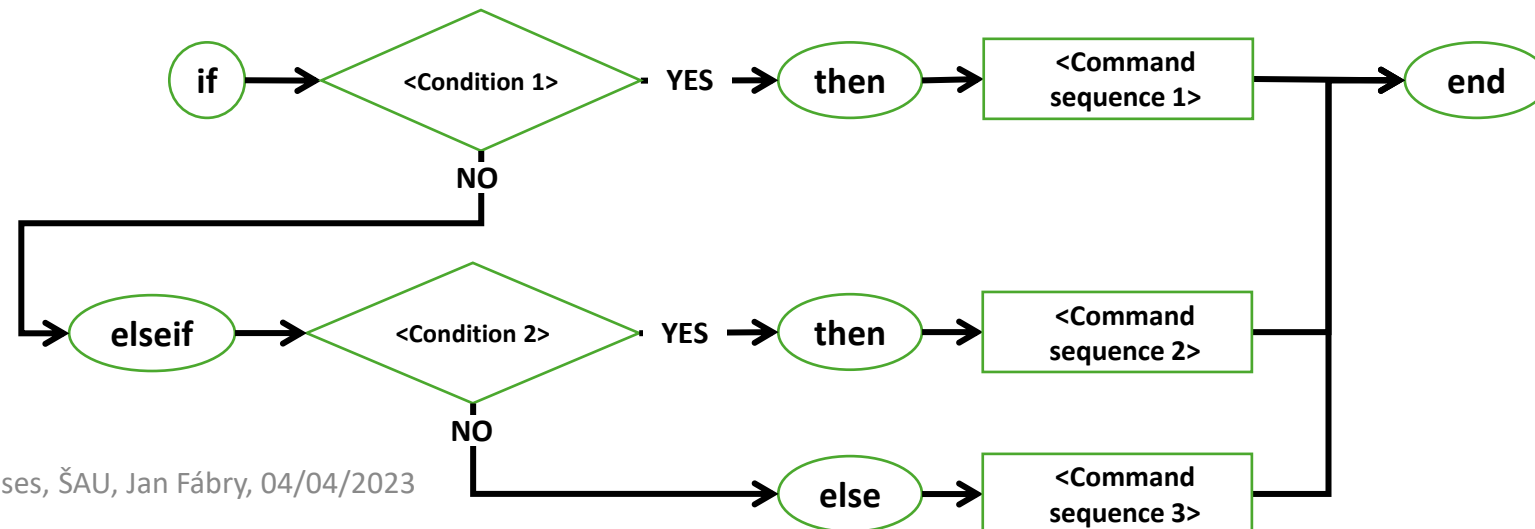 if
<Condition 1>
YES
then
<Command
sequence 1>
end
NO
elseif
<Condition 2>
YES
then
<Command
sequence 2>
NO
ses, ŠAU, Jan Fábry, 04/04/2023
else
<Command
sequence 3>